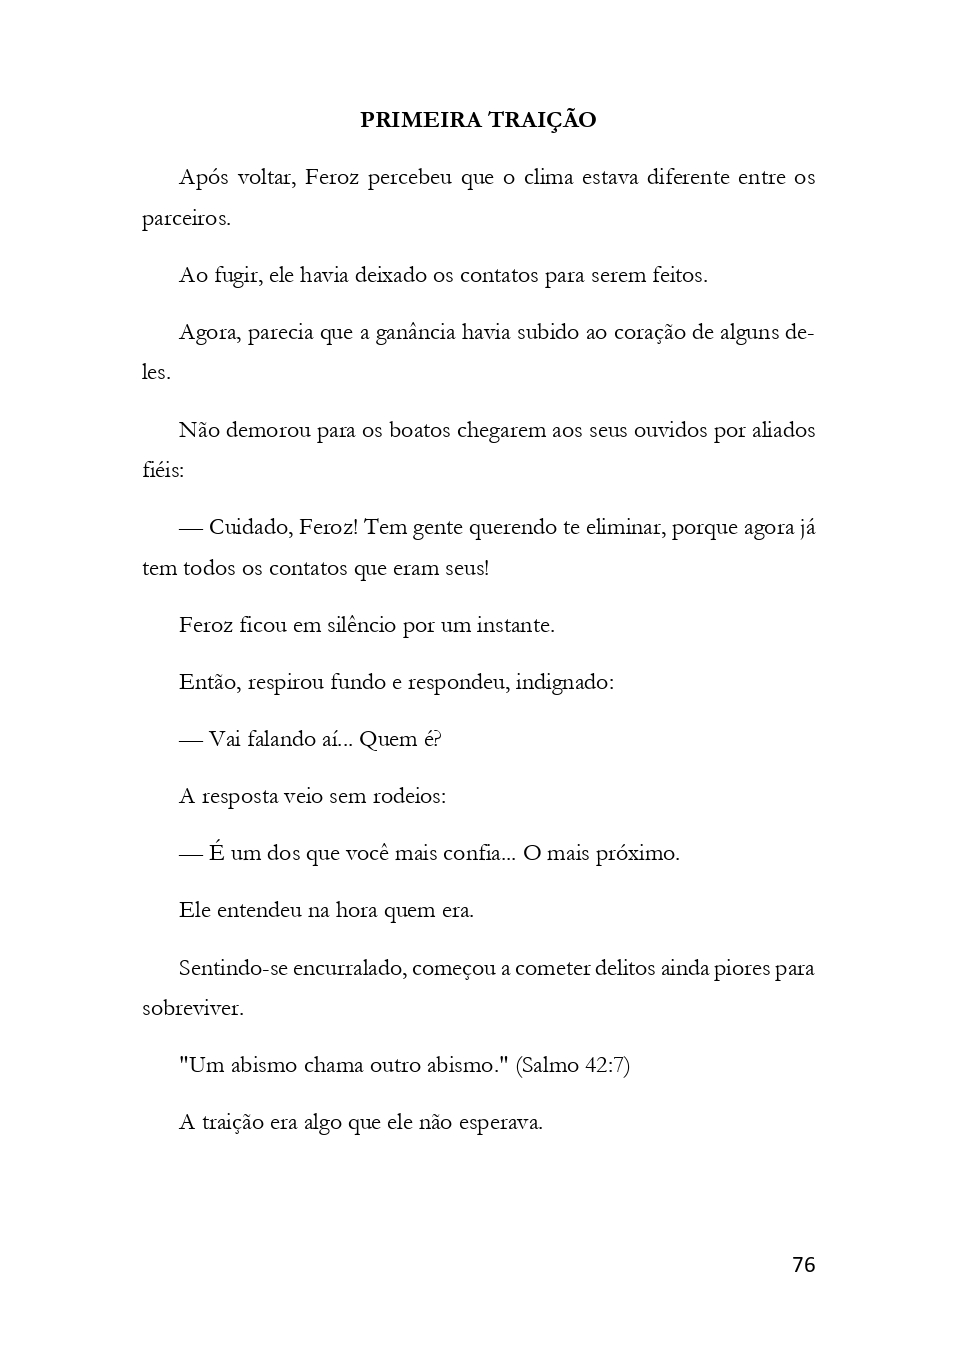 PRIMEIRA TRAIÇÃO
Após voltar, Feroz percebeu que o clima estava diferente entre os
parceiros.
Ao fugir, ele havia deixado os contatos para serem feitos.
Agora, parecia que a ganância havia subido ao coração de alguns de-
les.
Não demorou para os boatos chegarem aos seus ouvidos por aliados
fiéis:
— Cuidado, Feroz! Tem gente querendo te eliminar, porque agora já
tem todos os contatos que eram seus!
Feroz ficou em silêncio por um instante.
Então, respirou fundo e respondeu, indignado:
— Vai falando aí... Quem é?
A resposta veio sem rodeios:
— É um dos que você mais confia... O mais próximo.
Ele entendeu na hora quem era.
Sentindo-se encurralado, começou a cometer delitos ainda piores para
sobreviver.
"Um abismo chama outro abismo." (Salmo 42:7)
A traição era algo que ele não esperava.
76